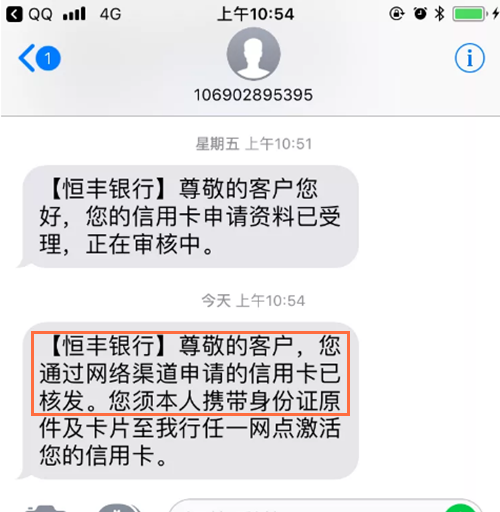 QQ 4G 上午10:54
1
106902895395
星期五 上午10:51
【恒丰银行】尊敬的客户您
好，您的信用卡申请资料已受
理，正在审核中。
今天 上午10:54
【恒丰银行】尊敬的客户，您
通过网络渠道申请的信用卡已
核发。您须本人携带身份证原
件及卡片至我行任一网点激活
您的信用卡。